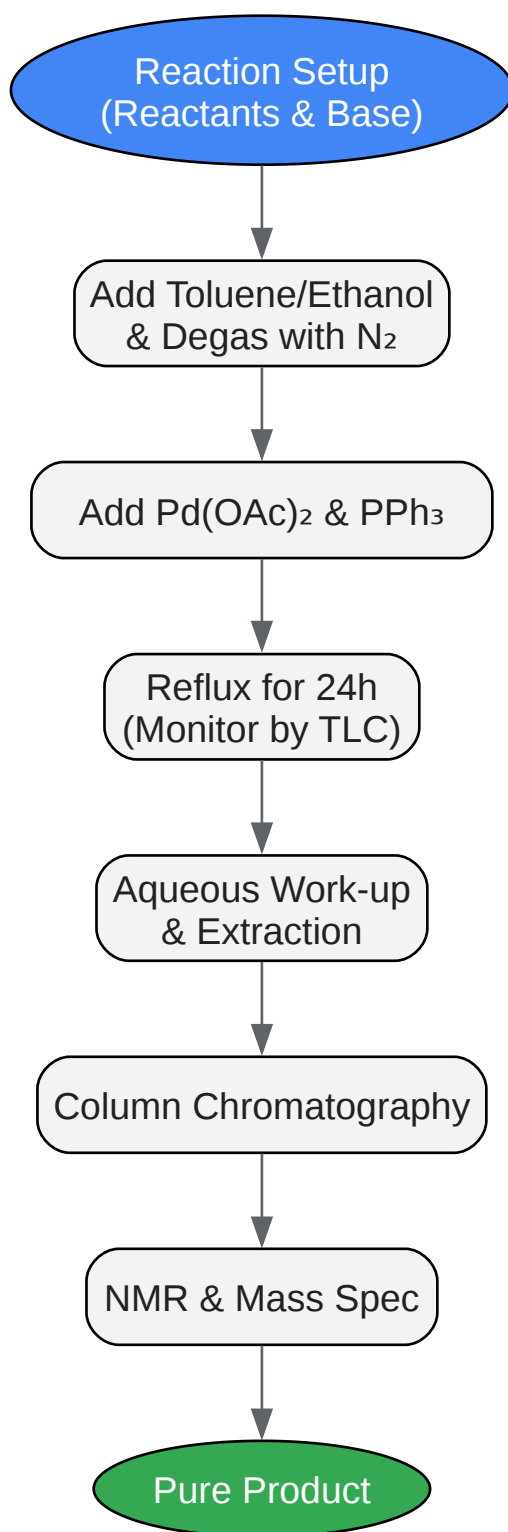 Reaction Setup
(Reactants & Base)
Add Toluene/Ethanol
& Degas with N₂
Add Pd(OAc)₂ & PPh₃
Reflux for 24h
(Monitor by TLC)
Aqueous Work-up
& Extraction
Column Chromatography
NMR & Mass Spec
Pure Product